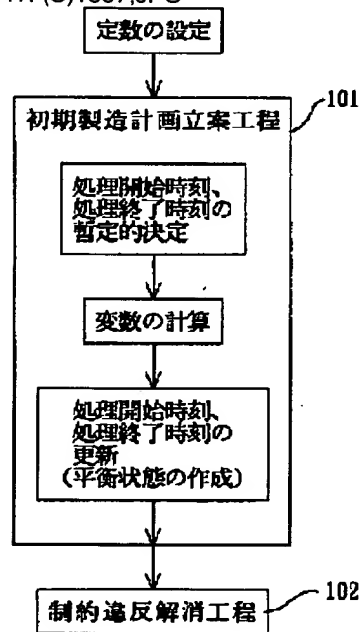 定数の設定
101
初期製造計画立案工程
処理開始時刻、
処理終了時刻の
暫定的決定
変数の計算
処理開始時刻、
処理終了時刻の
更新
(平衡状態の作成)
102
制約違反解消工程